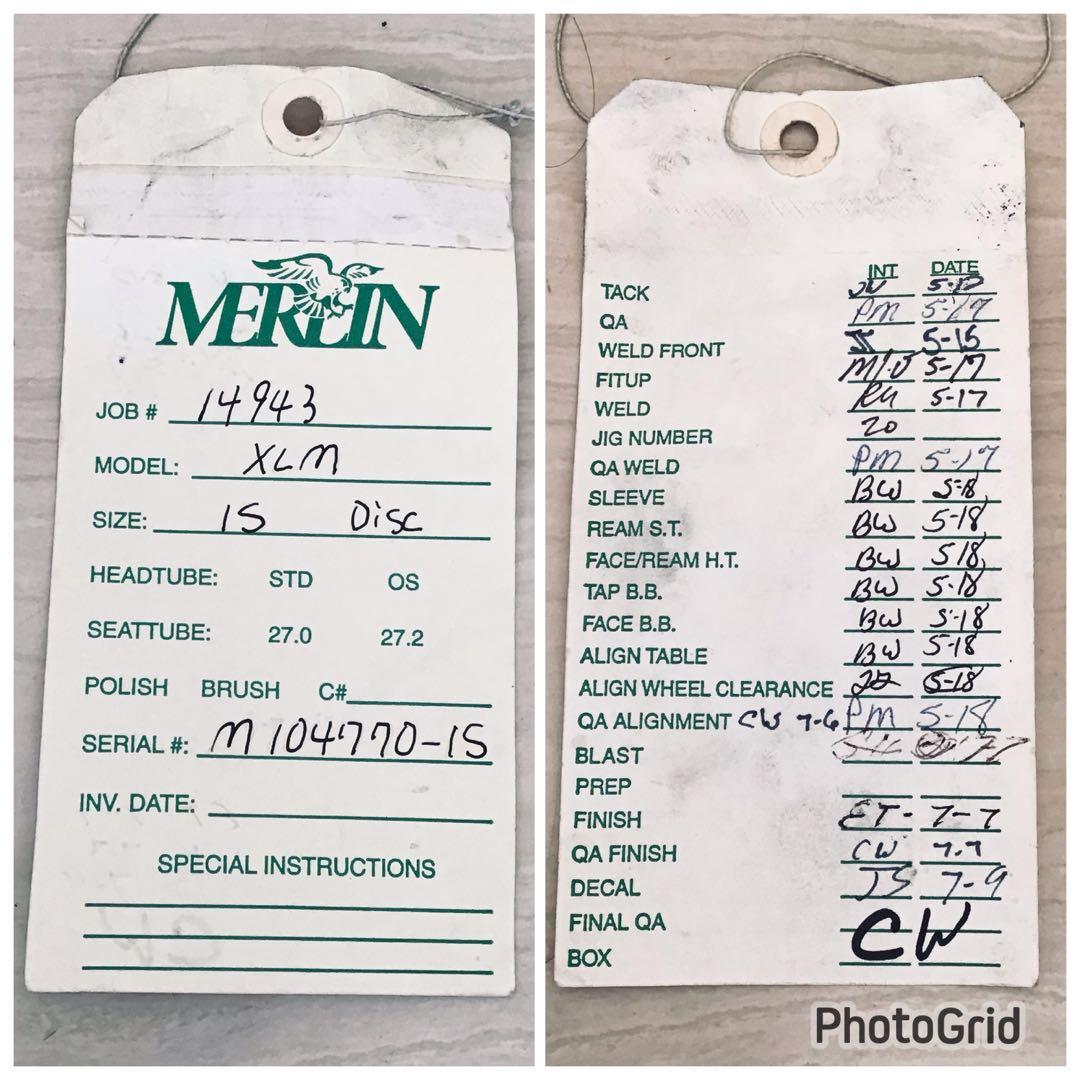 MERLIN
JOB # 14943
MODEL: XLM
SIZE: 15 Disc
HEADTUBE: STD OS
SEATTUBE: 27.0 27.2
POLISH BRUSH C#
SERIAL #: M104770-15
INV. DATE:
SPECIAL INSTRUCTIONS
INT DATE
TACK
QA PM 5-17
WELD FRONT 5-15
FITUP 5-17
WELD 5-17
JIG NUMBER 20
QA WELD PM 5-17
SLEEVE BW 5-18
REAM S.T. BW 5-18
FACE/REAM H.T. BW 518
TAP B.B. BW 5-18
FACE B.B. BW 5-18
ALIGN TABLE BW 5-18
ALIGN WHEEL CLEARANCE 5-18
QA ALIGNMENT CW 7-6 PM 5-18
BLAST
PREP
FINISH ET- 7-7
QA FINISH CW 7-7
DECAL JS 7-9
FINAL QA CW
BOX
PhotoGrid